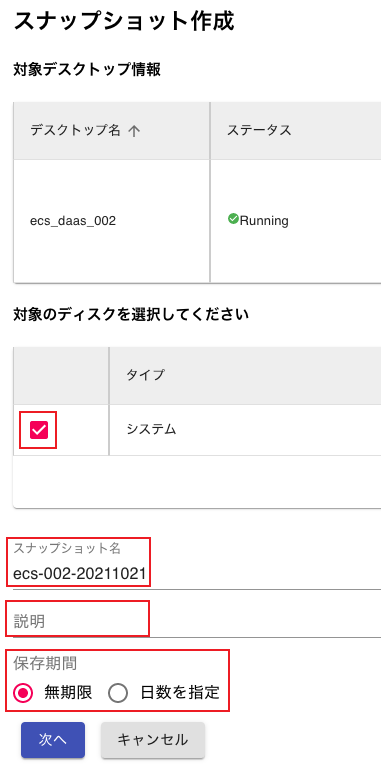 スナップショット作成
対象デスクトップ情報
デスクトップ名 ステータス
ecs_daas_002 Running
対象のディスクを選択してください
タイプ
システム
スナップショット名
ecs-002-20211021
説明
保存期間
無期限 日数を指定
次へ キャンセル